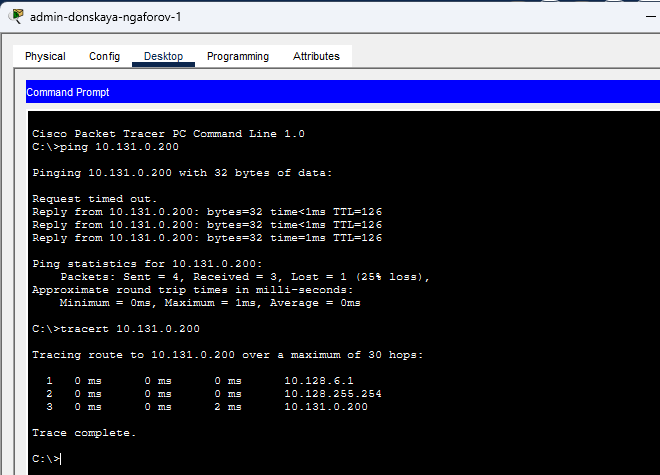 admin-donskaya-ngaforov-1
Physical Config Desktop Programming Attributes
Command Prompt
Cisco Packet Tracer PC Command Line 1.0
C:\>ping 10.131.0.200
Pinging 10.131.0.200 with 32 bytes of data:
Request timed out.
Reply from 10.131.0.200: bytes=32 time<1ms TTL=126
Reply from 10.131.0.200: bytes=32 time<1ms TTL=126
Reply from 10.131.0.200: bytes=32 time=1ms TTL=126
Ping statistics for 10.131.0.200:
Packets: Sent = 4, Received = 3, Lost = 1 (25% loss),
Approximate round trip times in milli-seconds:
Minimum = 0ms, Maximum = 1ms, Average = 0ms
C:\>tracert 10.131.0.200
Tracing route to 10.131.0.200 over a maximum of 30 hops:
1 0 ms 0 ms 0 ms 10.128.6.1
2 0 ms 0 ms 0 ms 10.128.255.254
3 0 ms 0 ms 2 ms 10.131.0.200
Trace complete.
C:\>